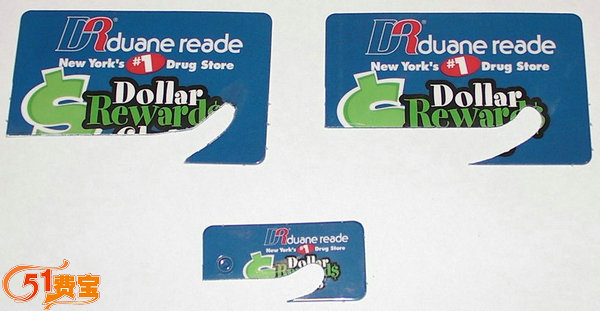 DR duane reade
New York's #1 Drug Store
Dollar
Rewards
DR duane reade
New York's #1 Drug Store
Dollar
Rewards
DR duane reade
New York's #1 Drug Store
Dollar
Rewards
51费宝